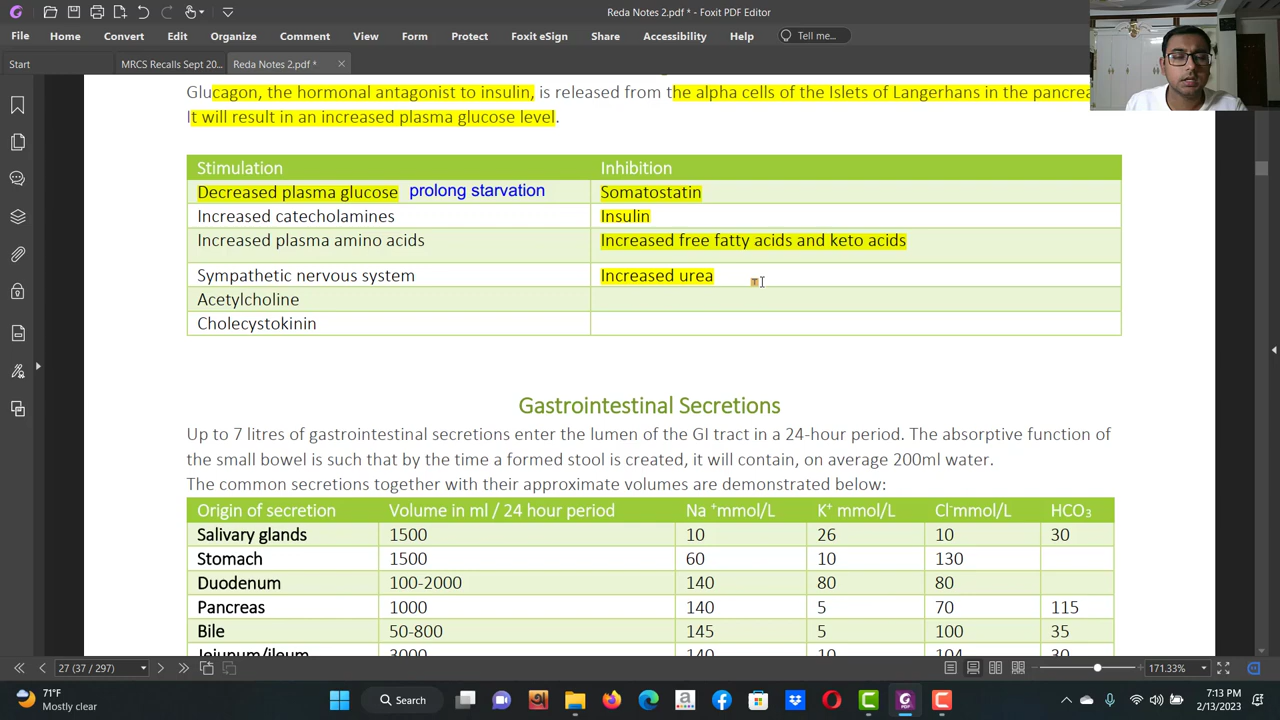 Reda Notes 2.pdf * - Foxit PDF Editor
File Home Convert Edit Organize Comment View Form Protect Foxit eSign Share Accessibility Help Tell me...
Start MRCS Recalls Sept 20... Reda Notes 2.pdf *
Glucagon, the hormonal antagonist to insulin, is released from the alpha cells of the Islets of Langerhans in the
It will result in an increased plasma glucose level.
Stimulation Inhibition
Decreased plasma glucose prolong starvation Somatostatin
Increased catecholamines Insulin
Increased plasma amino acids Increased free fatty acids and keto acids
Sympathetic nervous system Increased urea
Acetylcholine
Cholecystokinin
Gastrointestinal Secretions
Up to 7 litres of gastrointestinal secretions enter the lumen of the GI tract in a 24-hour period. The absorptive function of
the small bowel is such that by the time a formed stool is created, it will contain, on average 200ml water.
The common secretions together with their approximate volumes are demonstrated below:
Origin of secretion Volume in ml / 24 hour period Na +mmol/L K+ mmol/L Cl-mmol/L HCO3
Salivary glands 1500 10 26 10 30
Stomach 1500 60 10 130
Duodenum 100-2000 140 80 80
Pancreas 1000 140 5 70 115
Bile 50-800 145 5 100 35
Jejunum/ileum 3000 140 10 104 30
27 (37 / 297) 171.33%
71°F
Mostly clear
Search
7:13 PM
2/13/2023